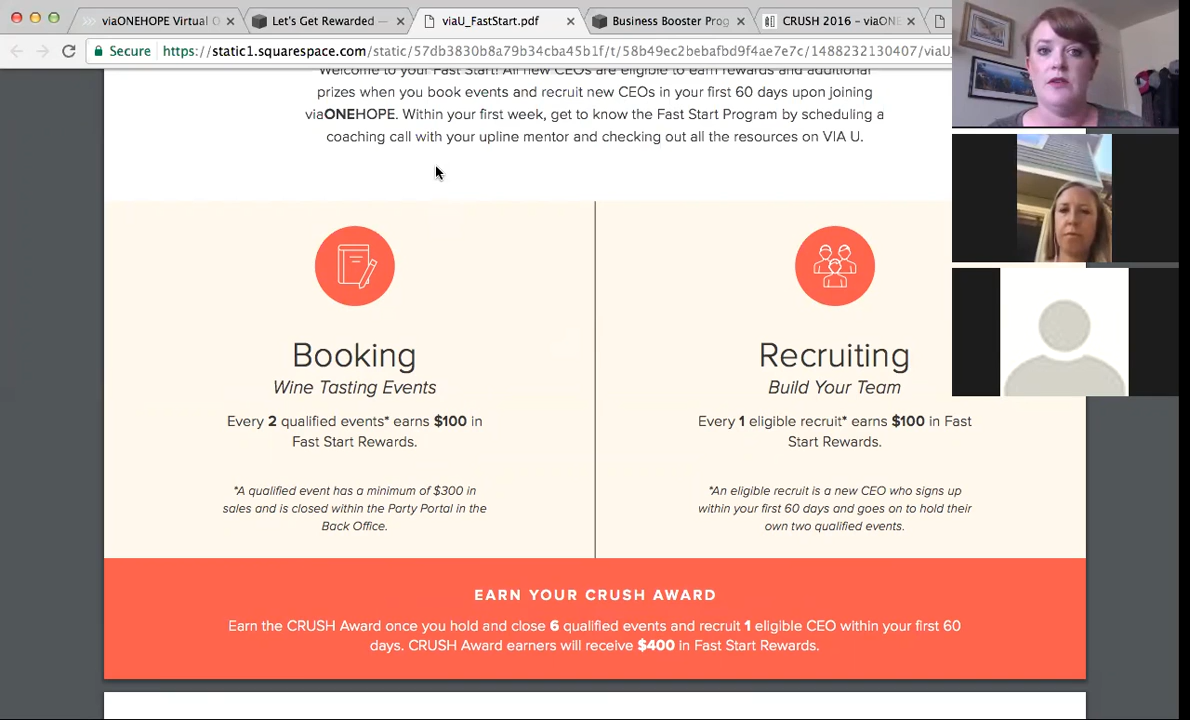 viaONEHOPE Virtual O
Let's Get Rewarded —
viaU_FastStart.pdf
Business Booster Prog
CRUSH 2016 – viaONE
Secure
https://static1.squarespace.com/static/57db3830b8a79b34cba45b1f/t/58b49ec2bebafbd9f4ae7e7c/1488232130407/viaU
Welcome to your Fast Start! All new CEOs are eligible to earn rewards and additional
prizes when you book events and recruit new CEOs in your first 60 days upon joining
viaONEHOPE. Within your first week, get to know the Fast Start Program by scheduling a
coaching call with your upline mentor and checking out all the resources on VIA U.
Booking
Wine Tasting Events
Every 2 qualified events* earns $100 in
Fast Start Rewards.
*A qualified event has a minimum of $300 in
sales and is closed within the Party Portal in the
Back Office.
Recruiting
Build Your Team
Every 1 eligible recruit* earns $100 in Fast
Start Rewards.
*An eligible recruit is a new CEO who signs up
within your first 60 days and goes on to hold their
own two qualified events.
EARN YOUR CRUSH AWARD
Earn the CRUSH Award once you hold and close 6 qualified events and recruit 1 eligible CEO within your first 60
days. CRUSH Award earners will receive $400 in Fast Start Rewards.